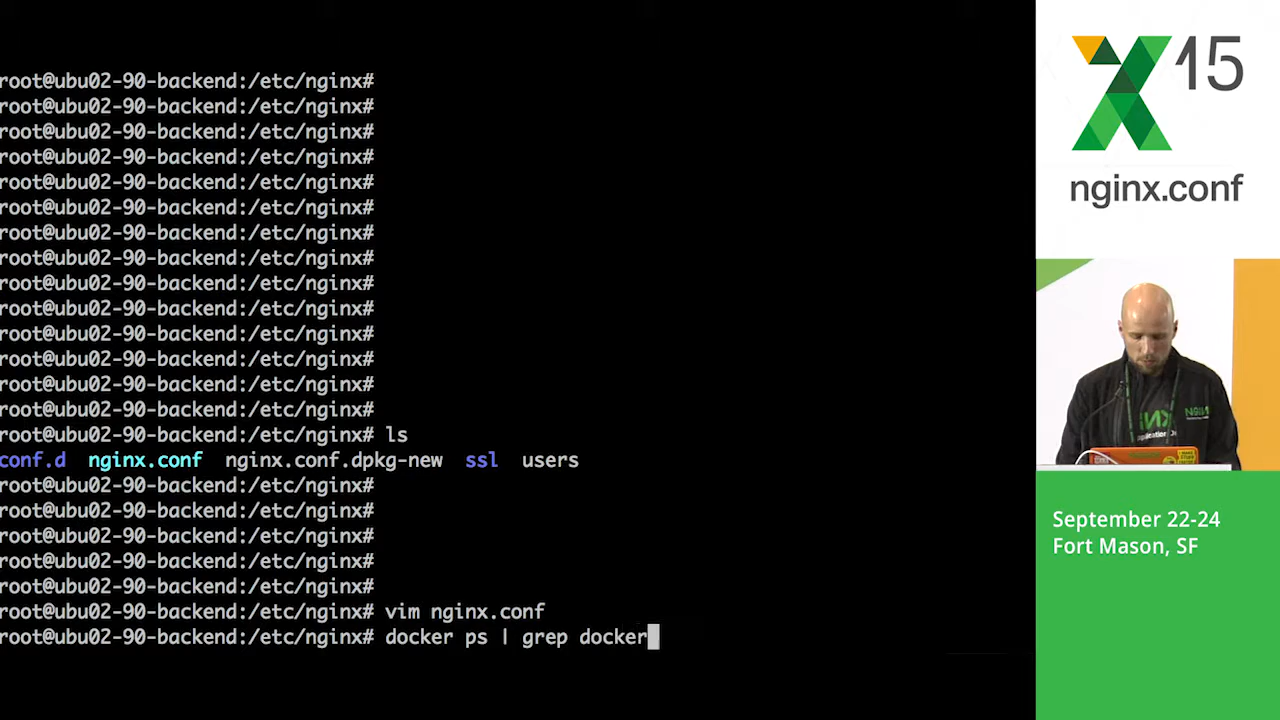 root@ubu02-90-backend:/etc/nginx#
root@ubu02-90-backend:/etc/nginx#
root@ubu02-90-backend:/etc/nginx#
root@ubu02-90-backend:/etc/nginx#
root@ubu02-90-backend:/etc/nginx#
root@ubu02-90-backend:/etc/nginx#
root@ubu02-90-backend:/etc/nginx#
root@ubu02-90-backend:/etc/nginx#
root@ubu02-90-backend:/etc/nginx#
root@ubu02-90-backend:/etc/nginx#
root@ubu02-90-backend:/etc/nginx#
root@ubu02-90-backend:/etc/nginx#
root@ubu02-90-backend:/etc/nginx#
root@ubu02-90-backend:/etc/nginx#
root@ubu02-90-backend:/etc/nginx# ls
conf.d nginx.conf nginx.conf.dpkg-new ssl users
root@ubu02-90-backend:/etc/nginx#
root@ubu02-90-backend:/etc/nginx#
root@ubu02-90-backend:/etc/nginx#
root@ubu02-90-backend:/etc/nginx#
root@ubu02-90-backend:/etc/nginx#
root@ubu02-90-backend:/etc/nginx# vim nginx.conf
root@ubu02-90-backend:/etc/nginx# docker ps | grep docker
15
nginx.conf
September 22-24
Fort Mason, SF